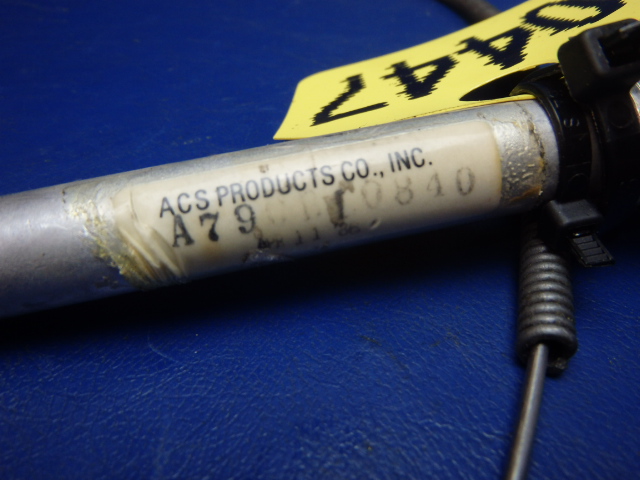 0447
ACS PRODUCTS CO., INC.
A79 0840